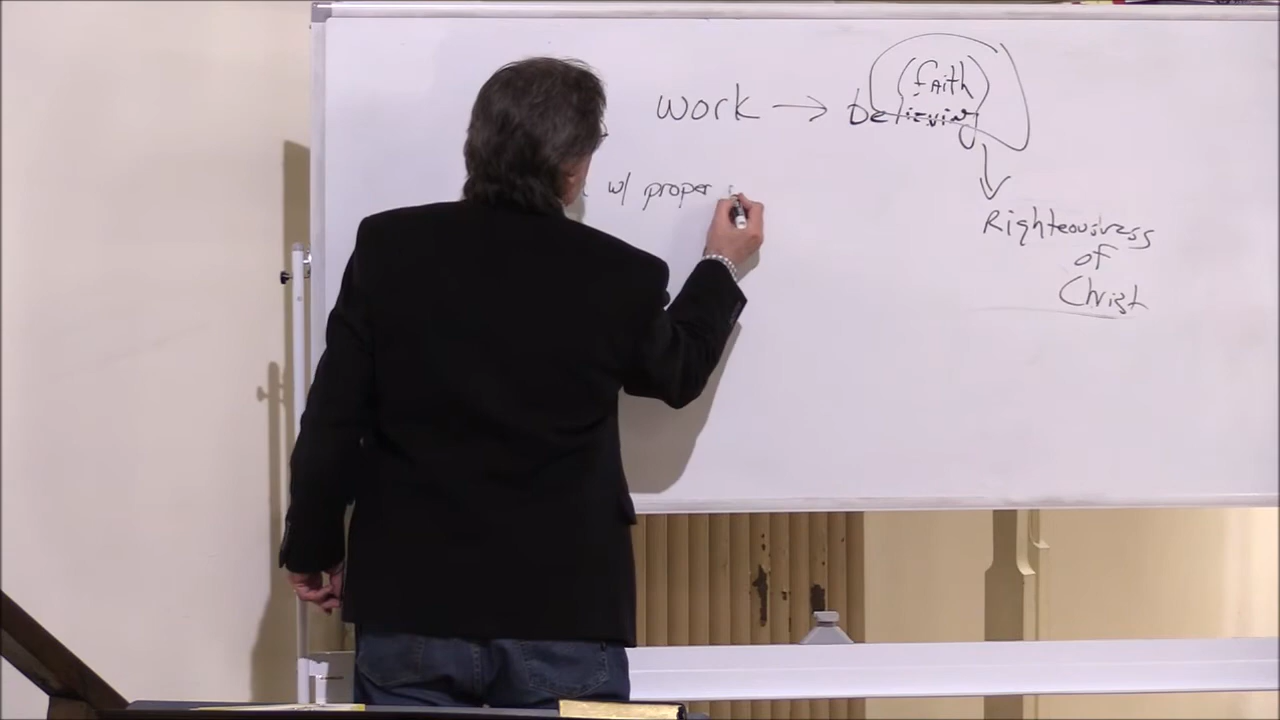 (fAith)
work → believing
w/ proper
Righteousness
of
Christ